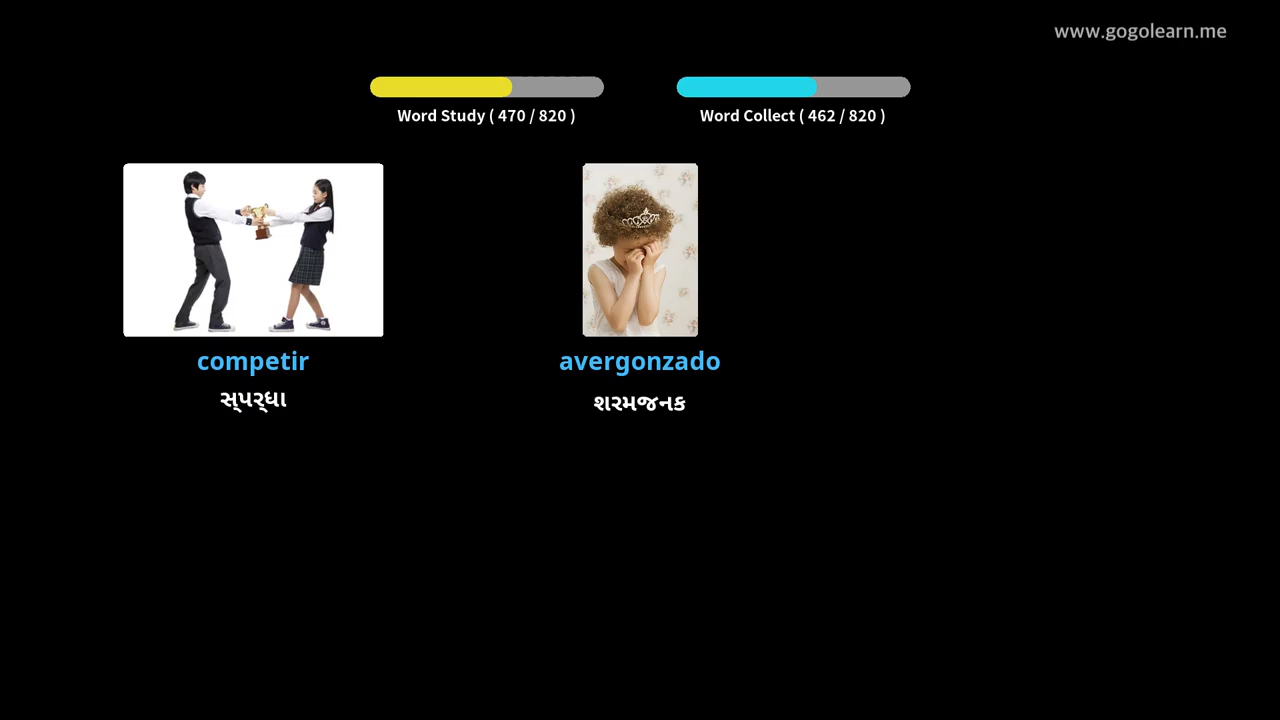 www.gogolearn.me
Word Study ( 470 / 820 )
Word Collect ( 462 / 820 )
competir
સ્પર્ધા
avergonzado
શરમજનક